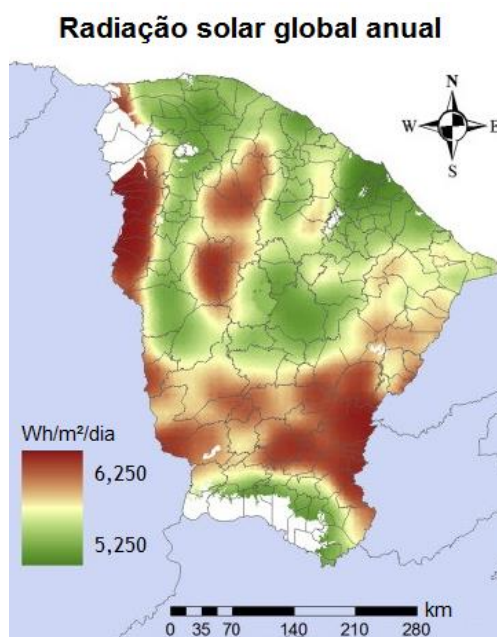 Radiação solar global anual
N
W E
S
Wh/m²/dia
6,250
5,250
km
0 35 70 140 210 280